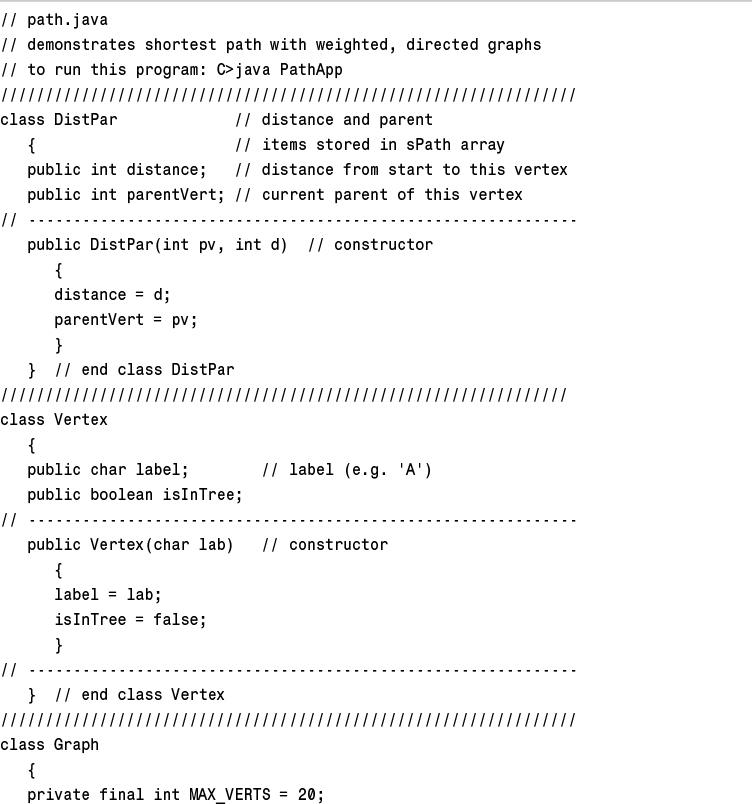 // path.java
// demonstrates shortest path with weighted, directed graphs
// to run this program: C>java PathApp
////////////////////////////////////////////////////////////////
class DistPar             // distance and parent
   {                      // items stored in sPath array
   public int distance;   // distance from start to this vertex
   public int parentVert; // current parent of this vertex
// -------------------------------------------------------------
   public DistPar(int pv, int d)  // constructor
      {
      distance = d;
      parentVert = pv;
      }
   }  // end class DistPar
///////////////////////////////////////////////////////////////
class Vertex
   {
   public char label;        // label (e.g. 'A')
   public boolean isInTree;
// -------------------------------------------------------------
   public Vertex(char lab)   // constructor
      {
      label = lab;
      isInTree = false;
      }
// -------------------------------------------------------------
   }  // end class Vertex
////////////////////////////////////////////////////////////////
class Graph
   {
   private final int MAX_VERTS = 20;